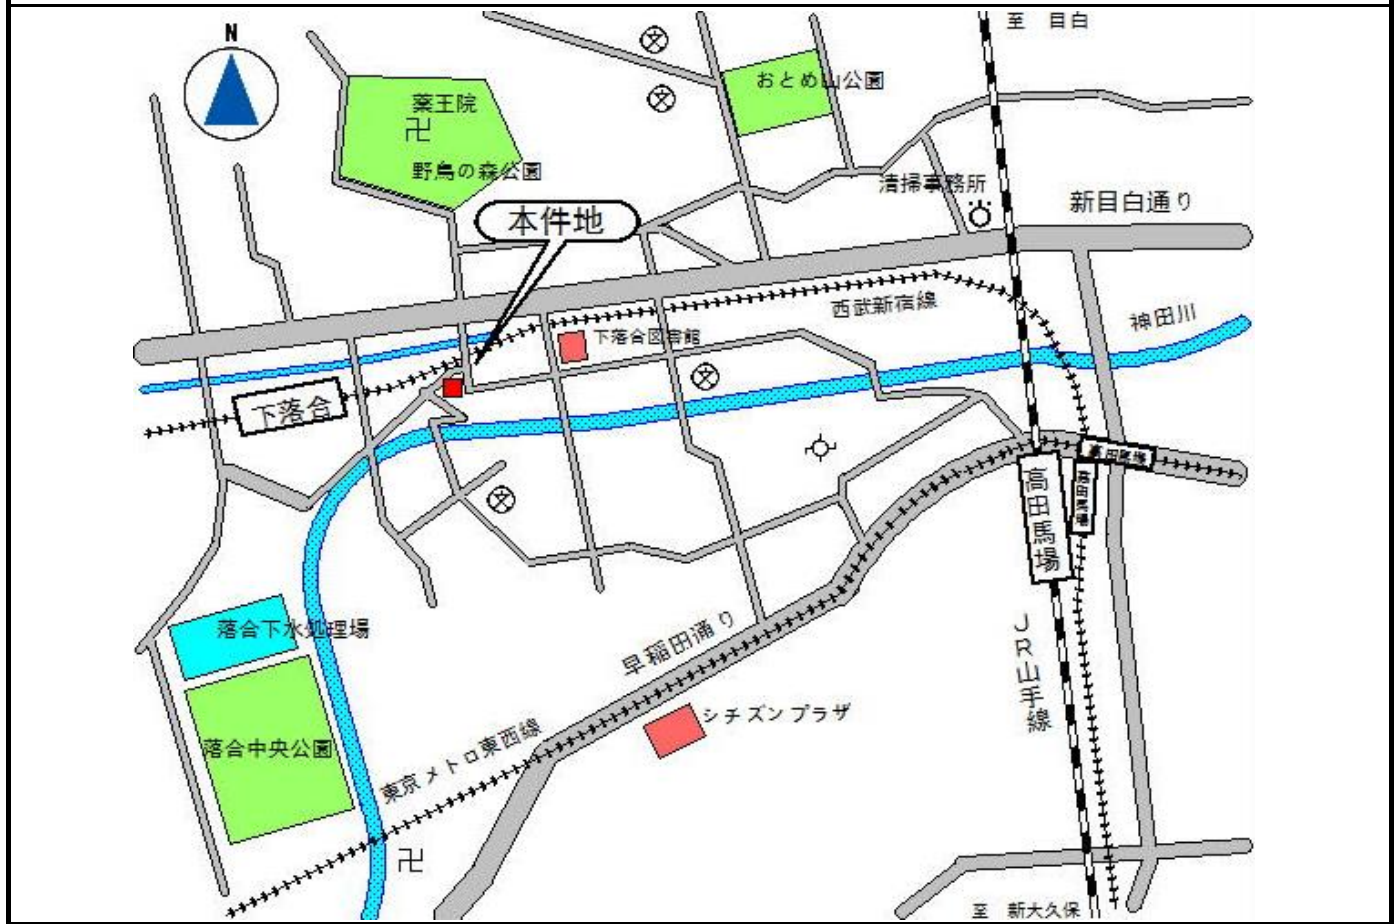 N
至 目白
おとめ山公園
薬王院
野鳥の森公園
清掃事務所
新目白通り
本件地
西武新宿線
神田川
下落合図書館
下落合
高田馬場
高田馬場
高田馬場
落合下水処理場
早稲田通り
JR山手線
シチズンプラザ
落合中央公園
東京メトロ東西線
至 新大久保